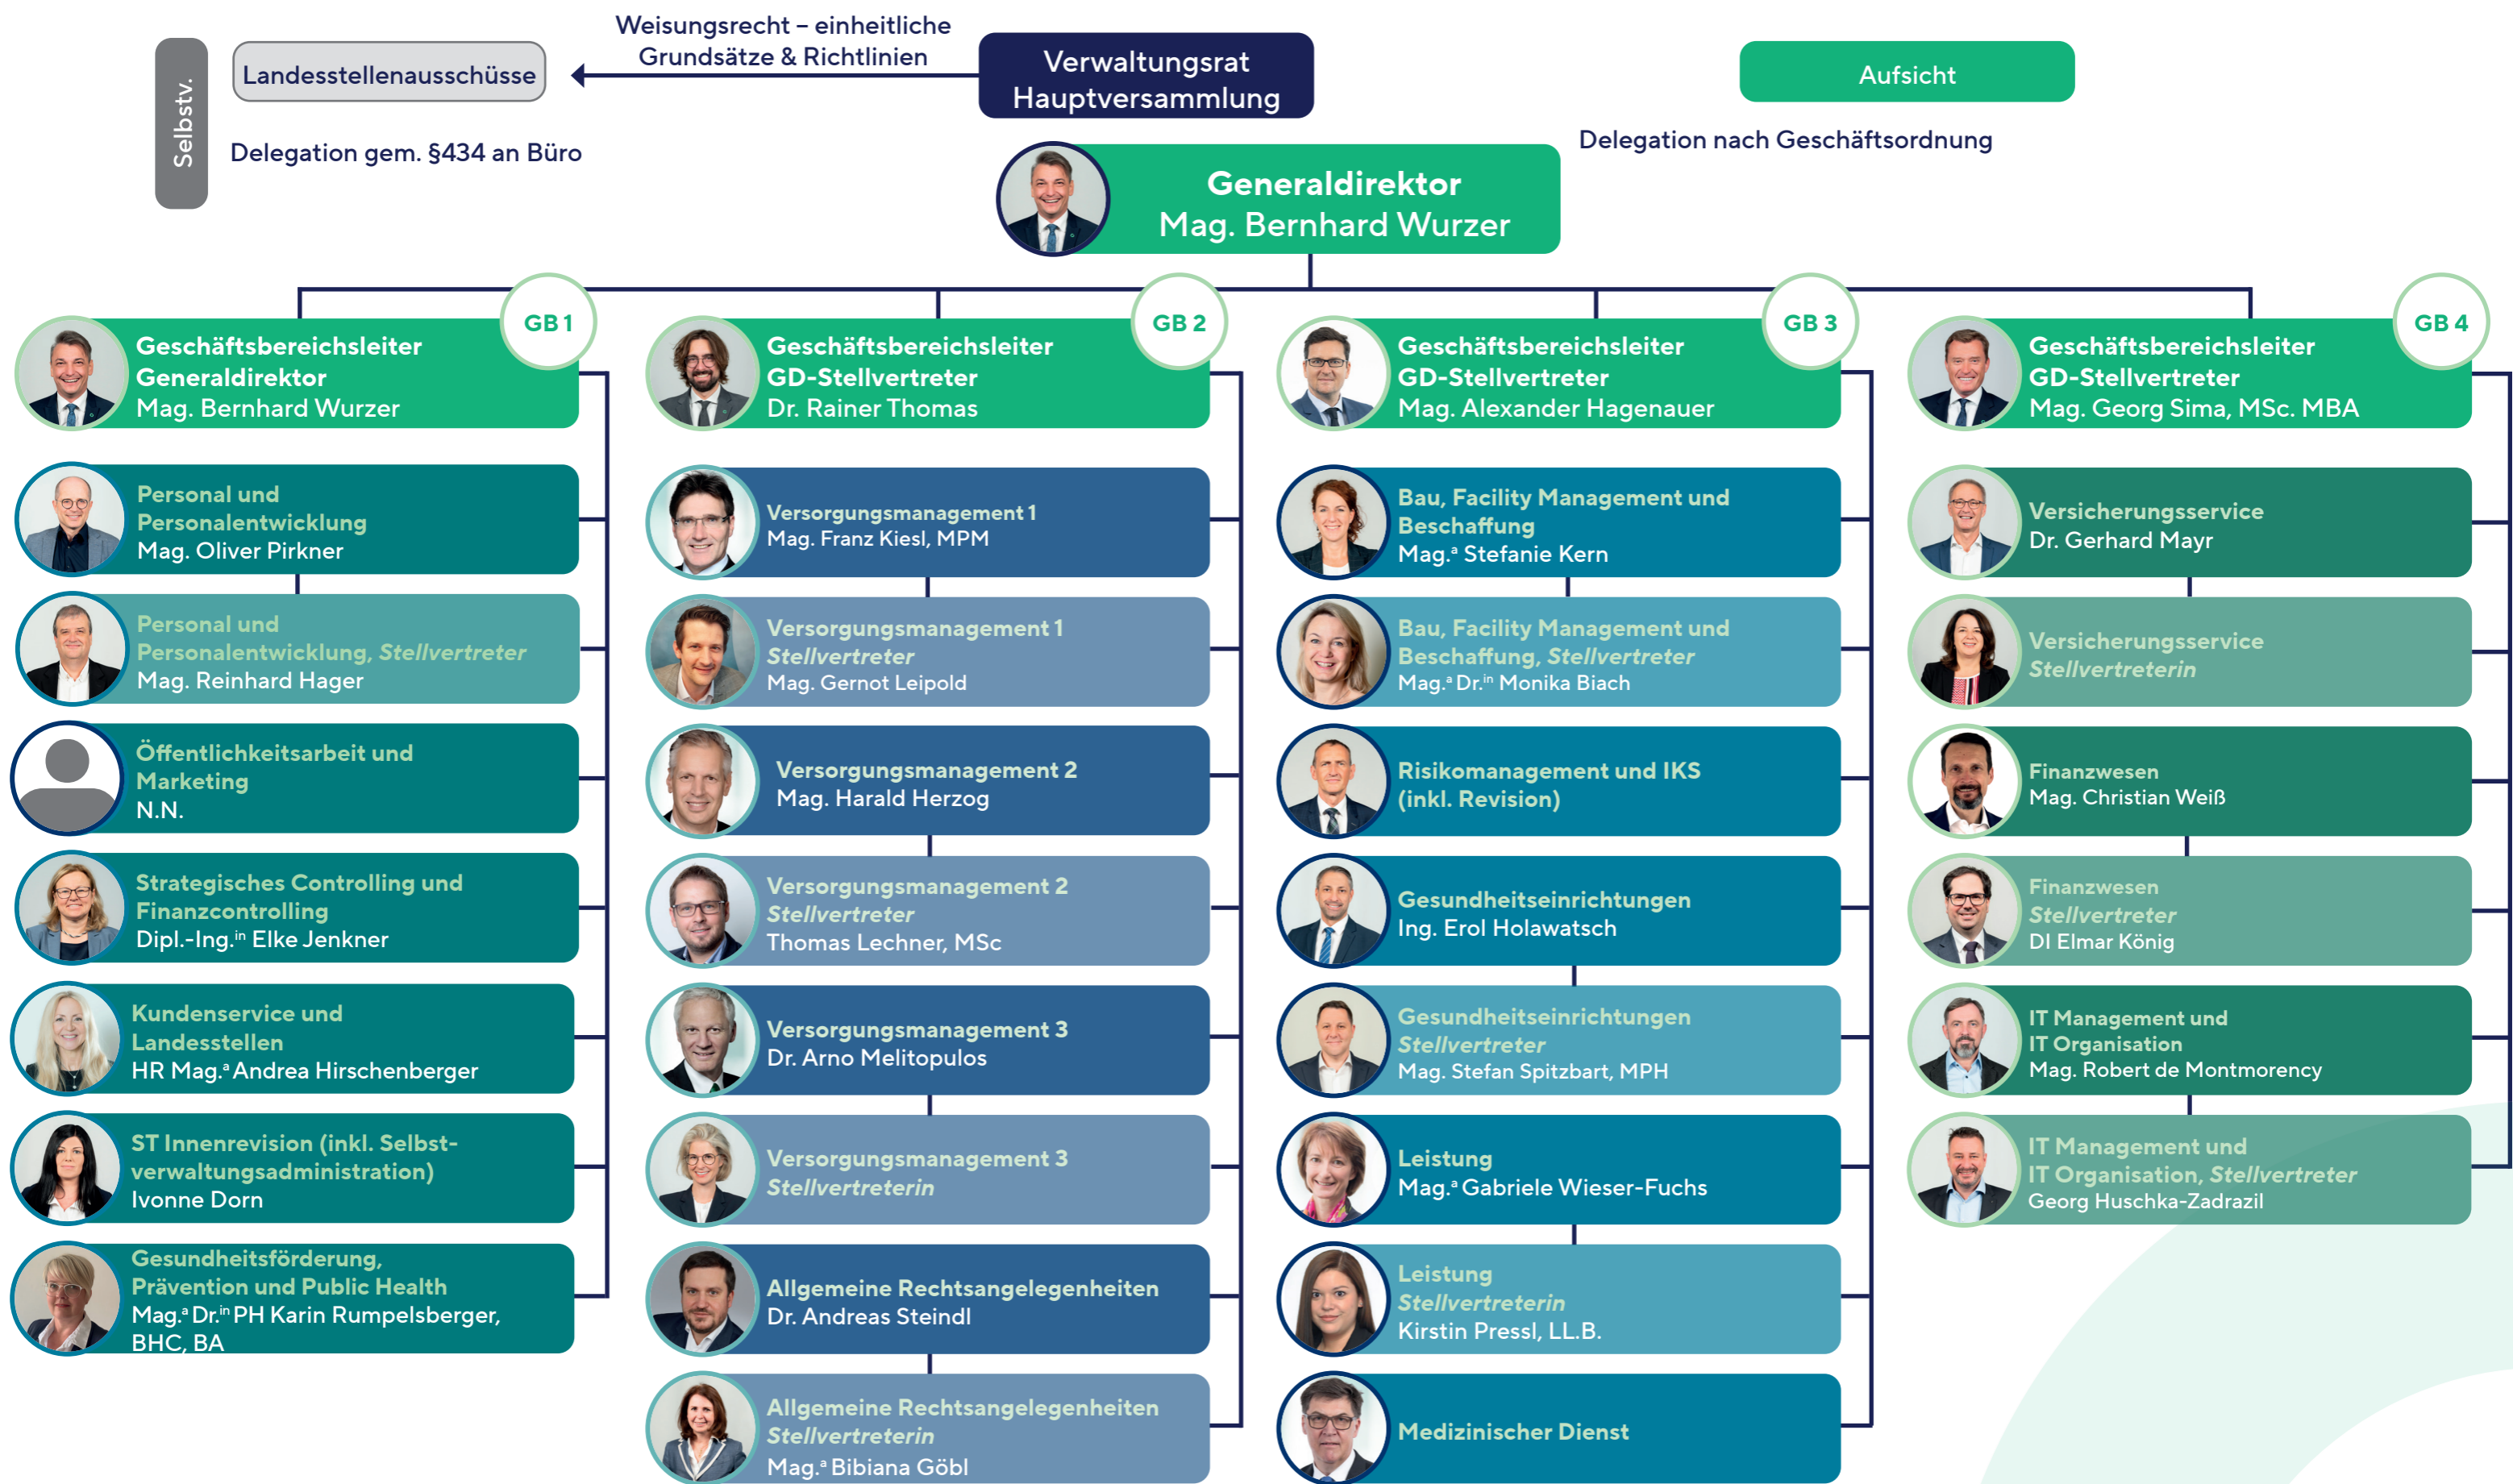 Selbstv.
Landesstellenausschüsse
Delegation gem. §434 an Büro
Weisungsrecht – einheitliche
Grundsätze & Richtlinien
Verwaltungsrat
Hauptversammlung
Aufsicht
Delegation nach Geschäftsordnung
Generaldirektor
Mag. Bernhard Wurzer
GB 1
Geschäftsbereichsleiter
Generaldirektor
Mag. Bernhard Wurzer
Personal und
Personalentwicklung
Mag. Oliver Pirkner
Personal und
Personalentwicklung, Stellvertreter
Mag. Reinhard Hager
Öffentlichkeitsarbeit und
Marketing
N.N.
Strategisches Controlling und
Finanzcontrolling
Dipl.-Ing.in Elke Jenkner
Kundenservice und
Landesstellen
HR Mag.a Andrea Hirschenberger
ST Innenrevision (inkl. Selbst-
verwaltungsadministration)
Ivonne Dorn
Gesundheitsförderung,
Prävention und Public Health
Mag.a Dr.in PH Karin Rumpelsberger,
BHC, BA
GB 2
Geschäftsbereichsleiter
GD-Stellvertreter
Dr. Rainer Thomas
Versorgungsmanagement 1
Mag. Franz Kiesl, MPM
Versorgungsmanagement 1
Stellvertreter
Mag. Gernot Leipold
Versorgungsmanagement 2
Mag. Harald Herzog
Versorgungsmanagement 2
Stellvertreter
Thomas Lechner, MSc
Versorgungsmanagement 3
Dr. Arno Melitopulos
Versorgungsmanagement 3
Stellvertreterin
Allgemeine Rechtsangelegenheiten
Dr. Andreas Steindl
Allgemeine Rechtsangelegenheiten
Stellvertreterin
Mag.a Bibiana Göbl
GB 3
Geschäftsbereichsleiter
GD-Stellvertreter
Mag. Alexander Hagenauer
Bau, Facility Management und
Beschaffung
Mag.a Stefanie Kern
Bau, Facility Management und
Beschaffung, Stellvertreter
Mag.a Dr.in Monika Biach
Risikomanagement und IKS
(inkl. Revision)
Gesundheitseinrichtungen
Ing. Erol Holawatsch
Gesundheitseinrichtungen
Stellvertreter
Mag. Stefan Spitzbart, MPH
Leistung
Mag.a Gabriele Wieser-Fuchs
Leistung
Stellvertreterin
Kirstin Pressl, LL.B.
Medizinischer Dienst
GB 4
Geschäftsbereichsleiter
GD-Stellvertreter
Mag. Georg Sima, MSc. MBA
Versicherungsservice
Dr. Gerhard Mayr
Versicherungsservice
Stellvertreterin
Finanzwesen
Mag. Christian Weiß
Finanzwesen
Stellvertreter
DI Elmar König
IT Management und
IT Organisation
Mag. Robert de Montmorency
IT Management und
IT Organisation, Stellvertreter
Georg Huschka-Zadrazil